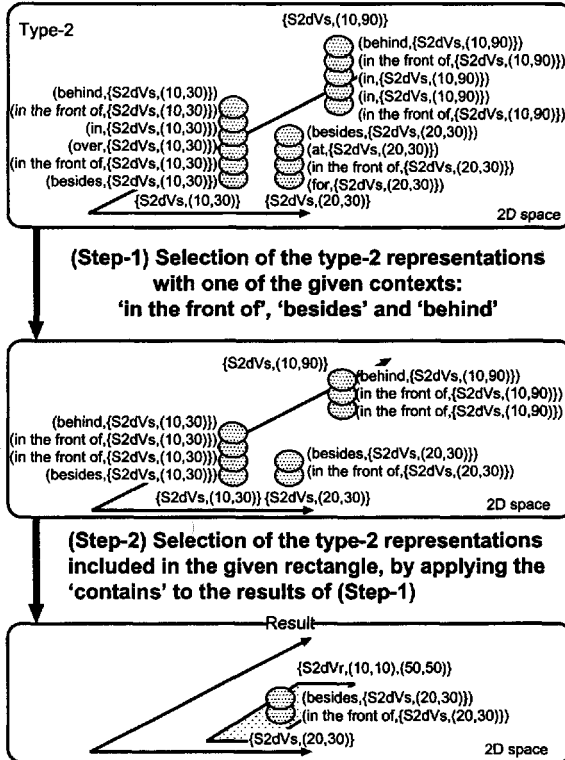 Type-2
{S2dVs,(10,90)}
(behind,{S2dVs,(10,90)})
(in the front of,{S2dVs,(10,90)})
(in,{S2dVs,(10,90)})
(in,{S2dVs,(10,90)})
(in the front of,{S2dVs,(10,90)})
(behind,{S2dVs,(10,30)})
(in the front of,{S2dVs,(10,30)})
(in,{S2dVs,(10,30)})
(over,{S2dVs,(10,30)})
(in the front of,{S2dVs,(10,30)})
(besides,{S2dVs,(10,30)})
(besides,{S2dVs,(20,30)})
(at,{S2dVs,(20,30)})
(in the front of,{S2dVs,(20,30)})
(for,{S2dVs,(20,30)})
{S2dVs,(10,30)}
{S2dVs,(20,30)}
2D space
(Step-1) Selection of the type-2 representations
with one of the given contexts:
'in the front of', 'besides' and 'behind'
{S2dVs,(10,90)}
(behind,{S2dVs,(10,90)})
(in the front of,{S2dVs,(10,90)})
(in the front of,{S2dVs,(10,90)})
(behind,{S2dVs,(10,30)})
(in the front of,{S2dVs,(10,30)})
(in the front of,{S2dVs,(10,30)})
(besides,{S2dVs,(10,30)})
(besides,{S2dVs,(20,30)})
(in the front of,{S2dVs,(20,30)})
{S2dVs,(10,30)}
{S2dVs,(20,30)}
2D space
(Step-2) Selection of the type-2 representations
included in the given rectangle, by applying the
'contains' to the results of (Step-1)
Result
{S2dVr,(10,10),(50,50)}
(besides,{S2dVs,(20,30)})
(in the front of,{S2dVs,(20,30)})
{S2dVs,(20,30)}
2D space